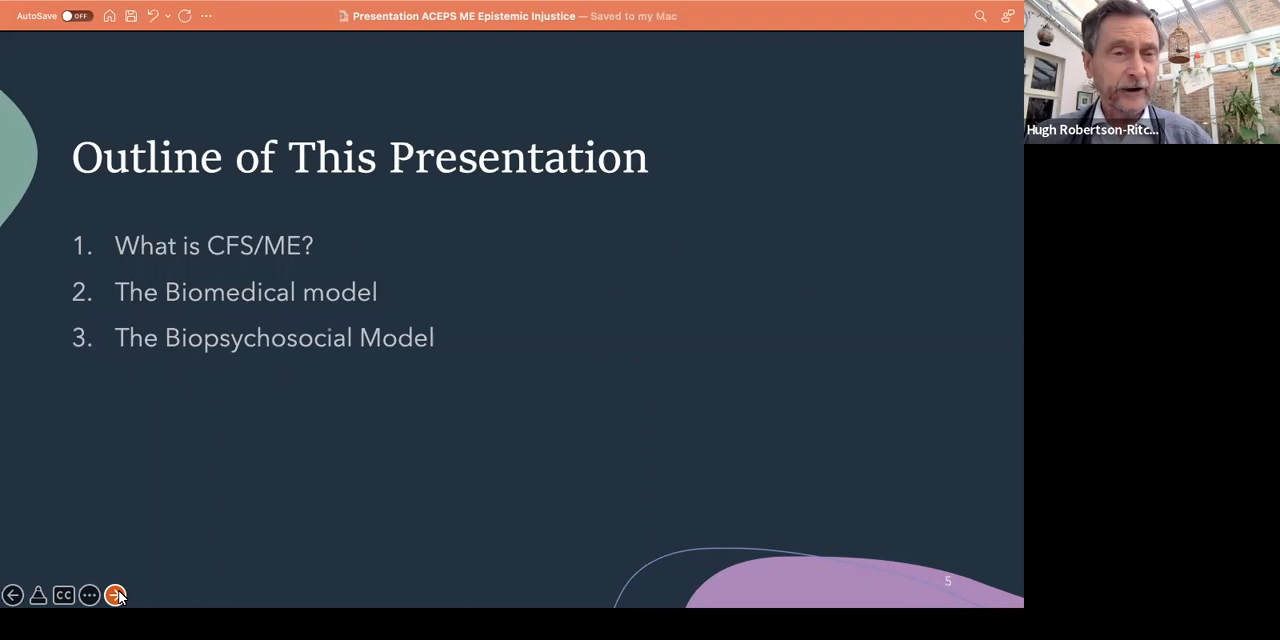 AutoSave OFF
Presentation ACEPS ME Epistemic Injustice — Saved to my Mac
Hugh Robertson-Ritc...
Outline of This Presentation
1. What is CFS/ME?
2. The Biomedical model
3. The Biopsychosocial Model
CC
5